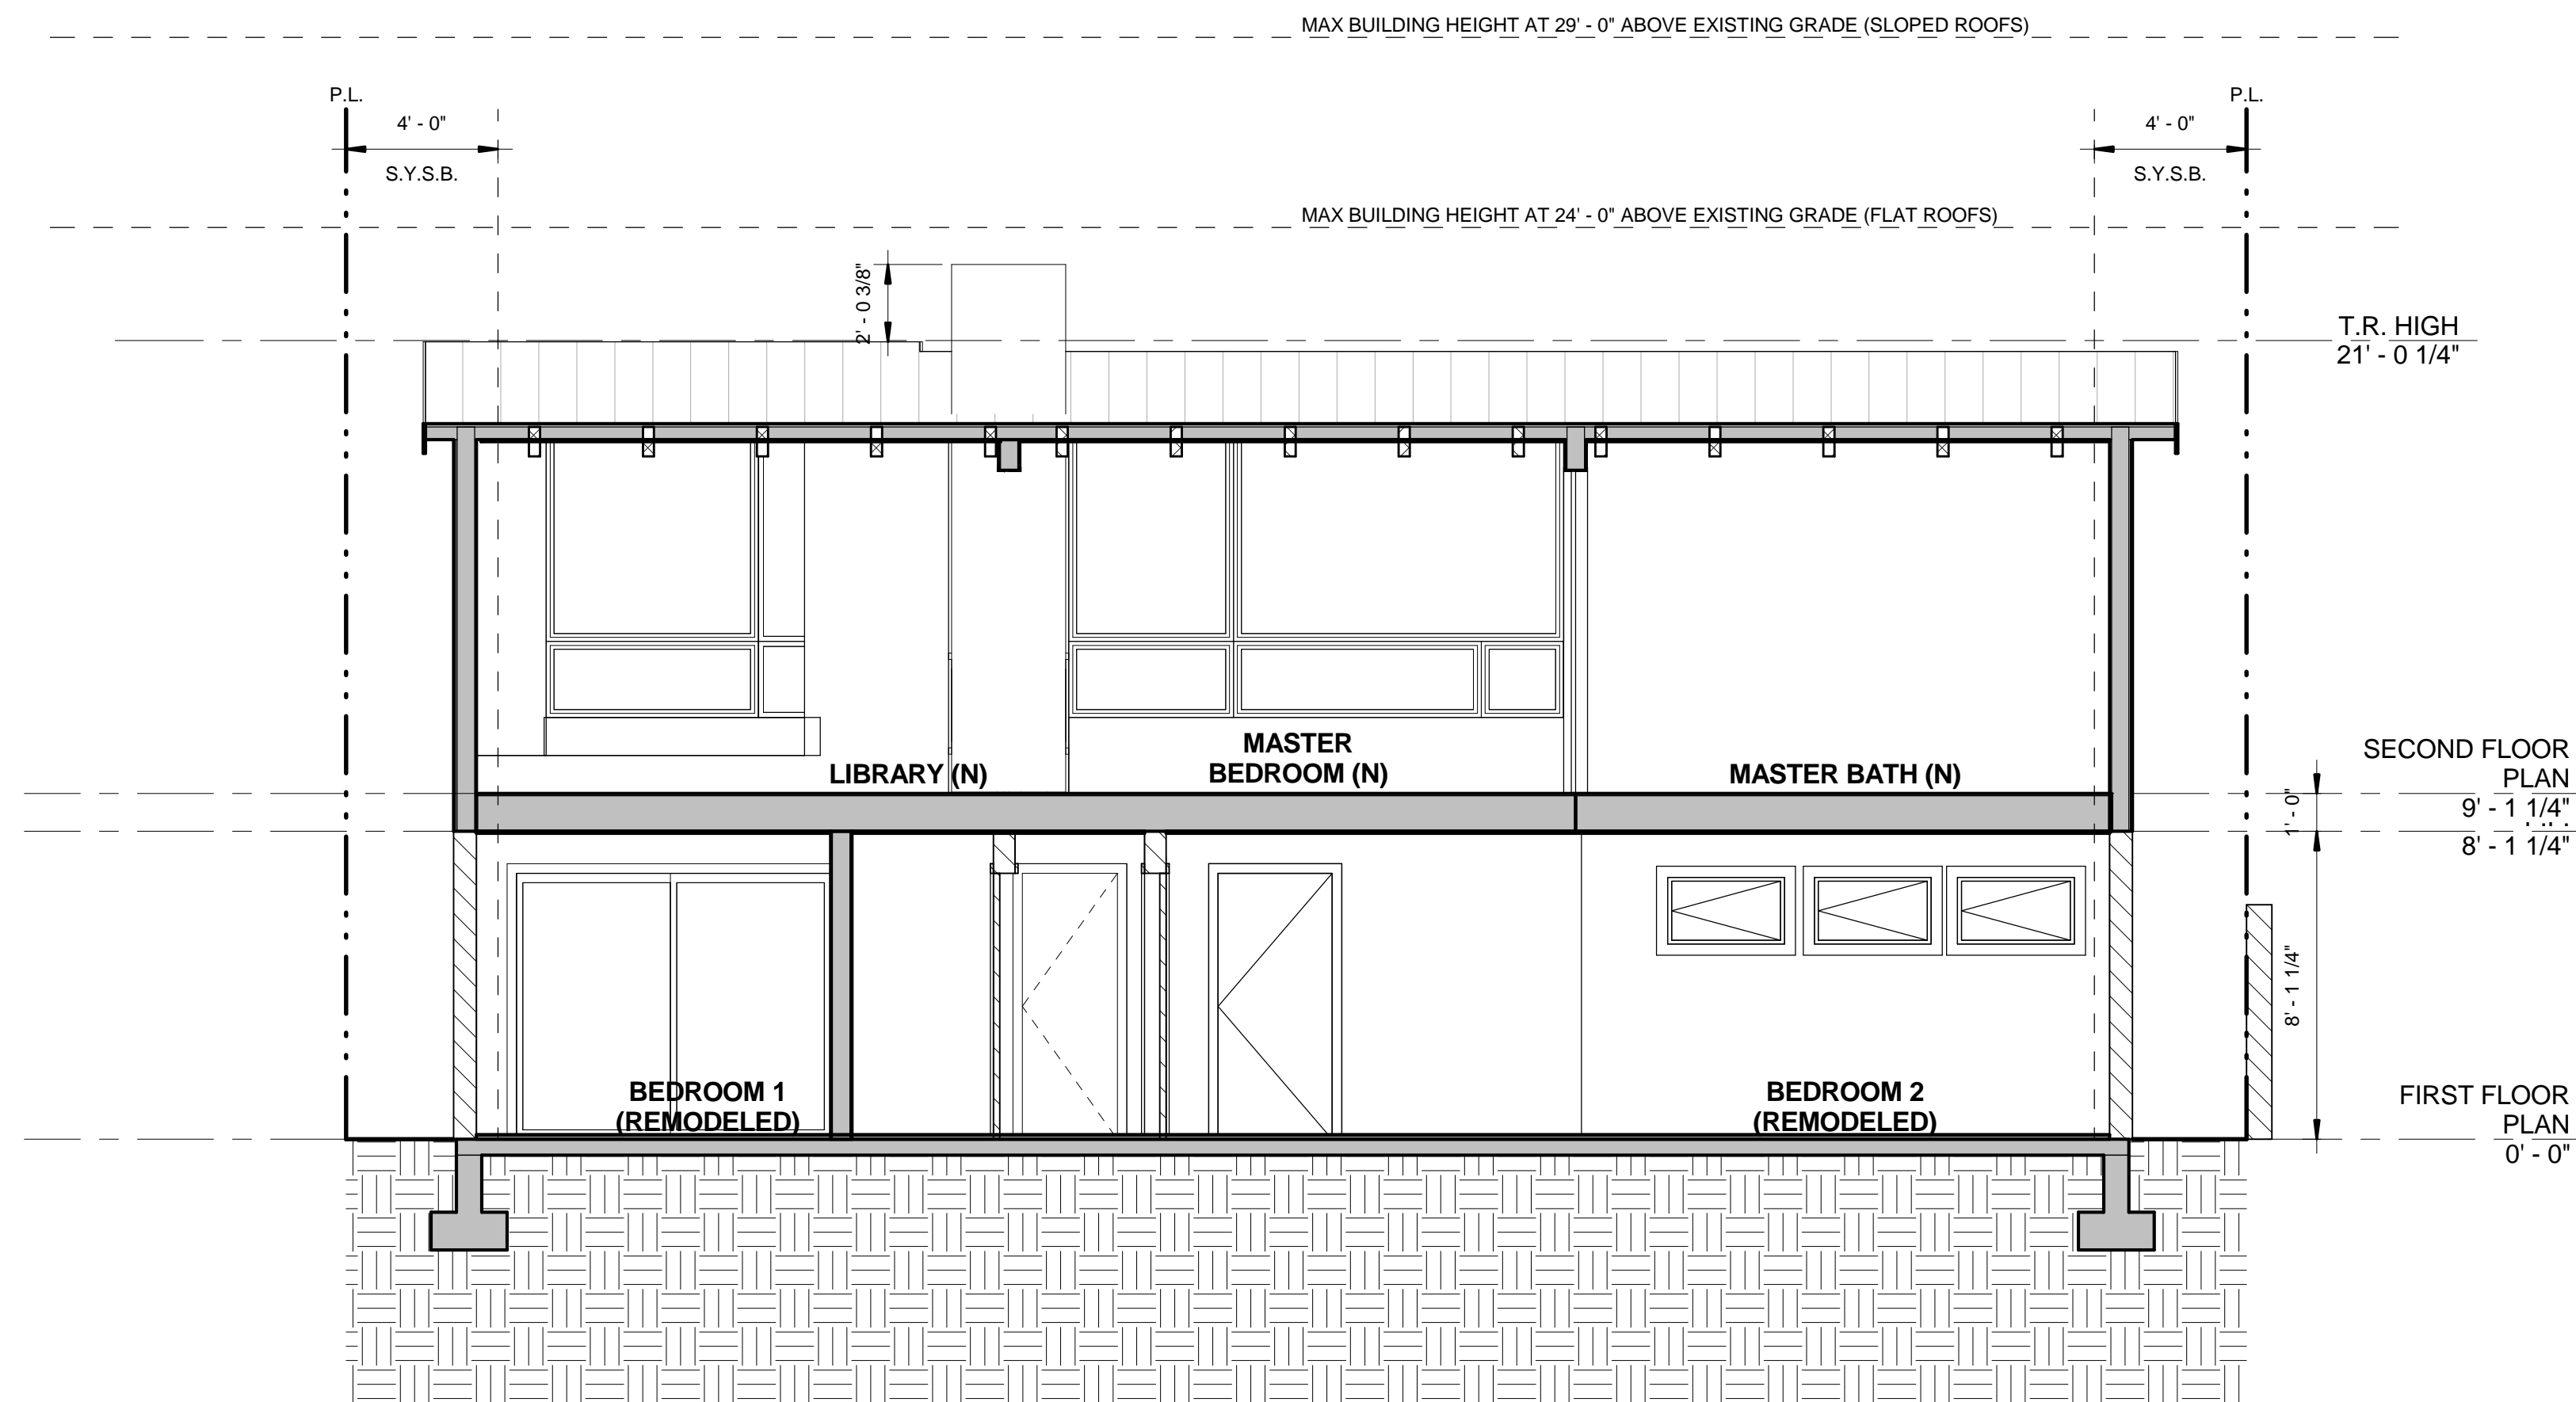 MAX BUILDING HEIGHT AT 29' - 0" ABOVE EXISTING GRADE (SLOPED ROOFS)
P.L.
P.L.
4' - 0"
4' - 0"
S.Y.S.B.
S.Y.S.B.
MAX BUILDING HEIGHT AT 24' - 0" ABOVE EXISTING GRADE (FLAT ROOFS)
2' - 0 3/8"
T.R. HIGH
21' - 0 1/4"
LIBRARY (N)
MASTER
BEDROOM (N)
MASTER BATH (N)
SECOND FLOOR
PLAN
9' - 1 1/4"
1' - 0"
8' - 1 1/4"
8' - 1 1/4"
BEDROOM 1
(REMODELED)
BEDROOM 2
(REMODELED)
FIRST FLOOR
PLAN
0' - 0"